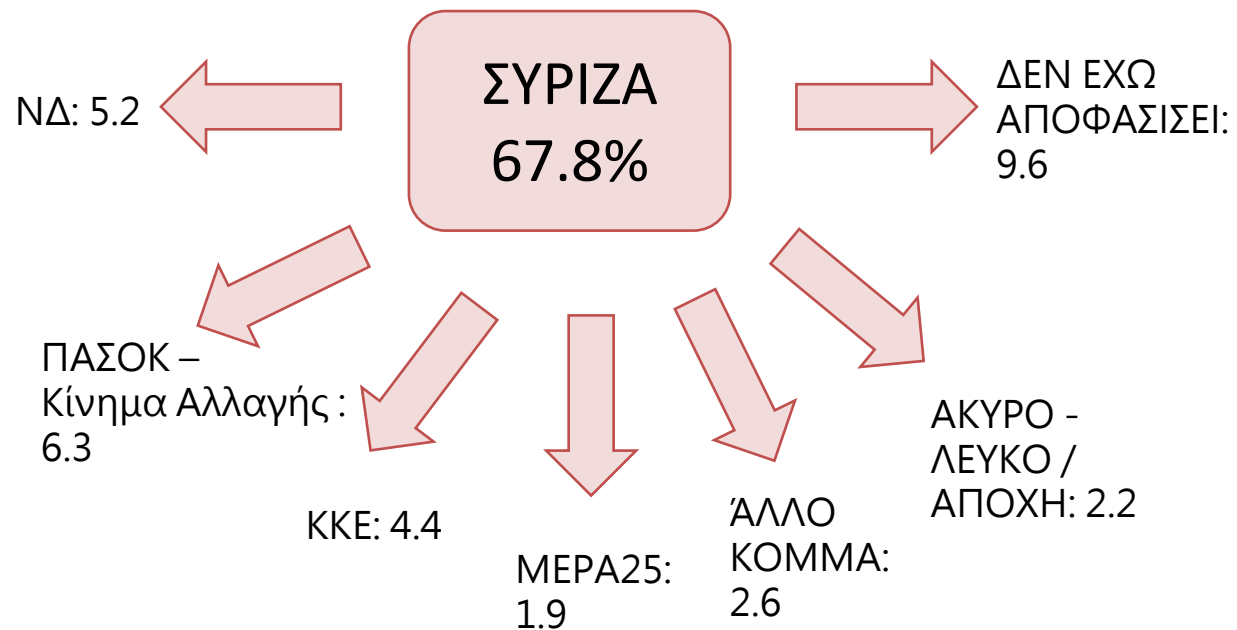 ΣΥΡΙΖΑ
67.8%
ΝΔ: 5.2
ΔΕΝ ΕΧΩ
ΑΠΟΦΑΣΙΣΕΙ:
9.6
ΠΑΣΟΚ –
Κίνημα Αλλαγής :
6.3
ΚΚΕ: 4.4
ΜΕΡΑ25:
1.9
ΆΛΛΟ
ΚΟΜΜΑ:
2.6
ΑΚΥΡΟ -
ΛΕΥΚΟ /
ΑΠΟΧΗ: 2.2